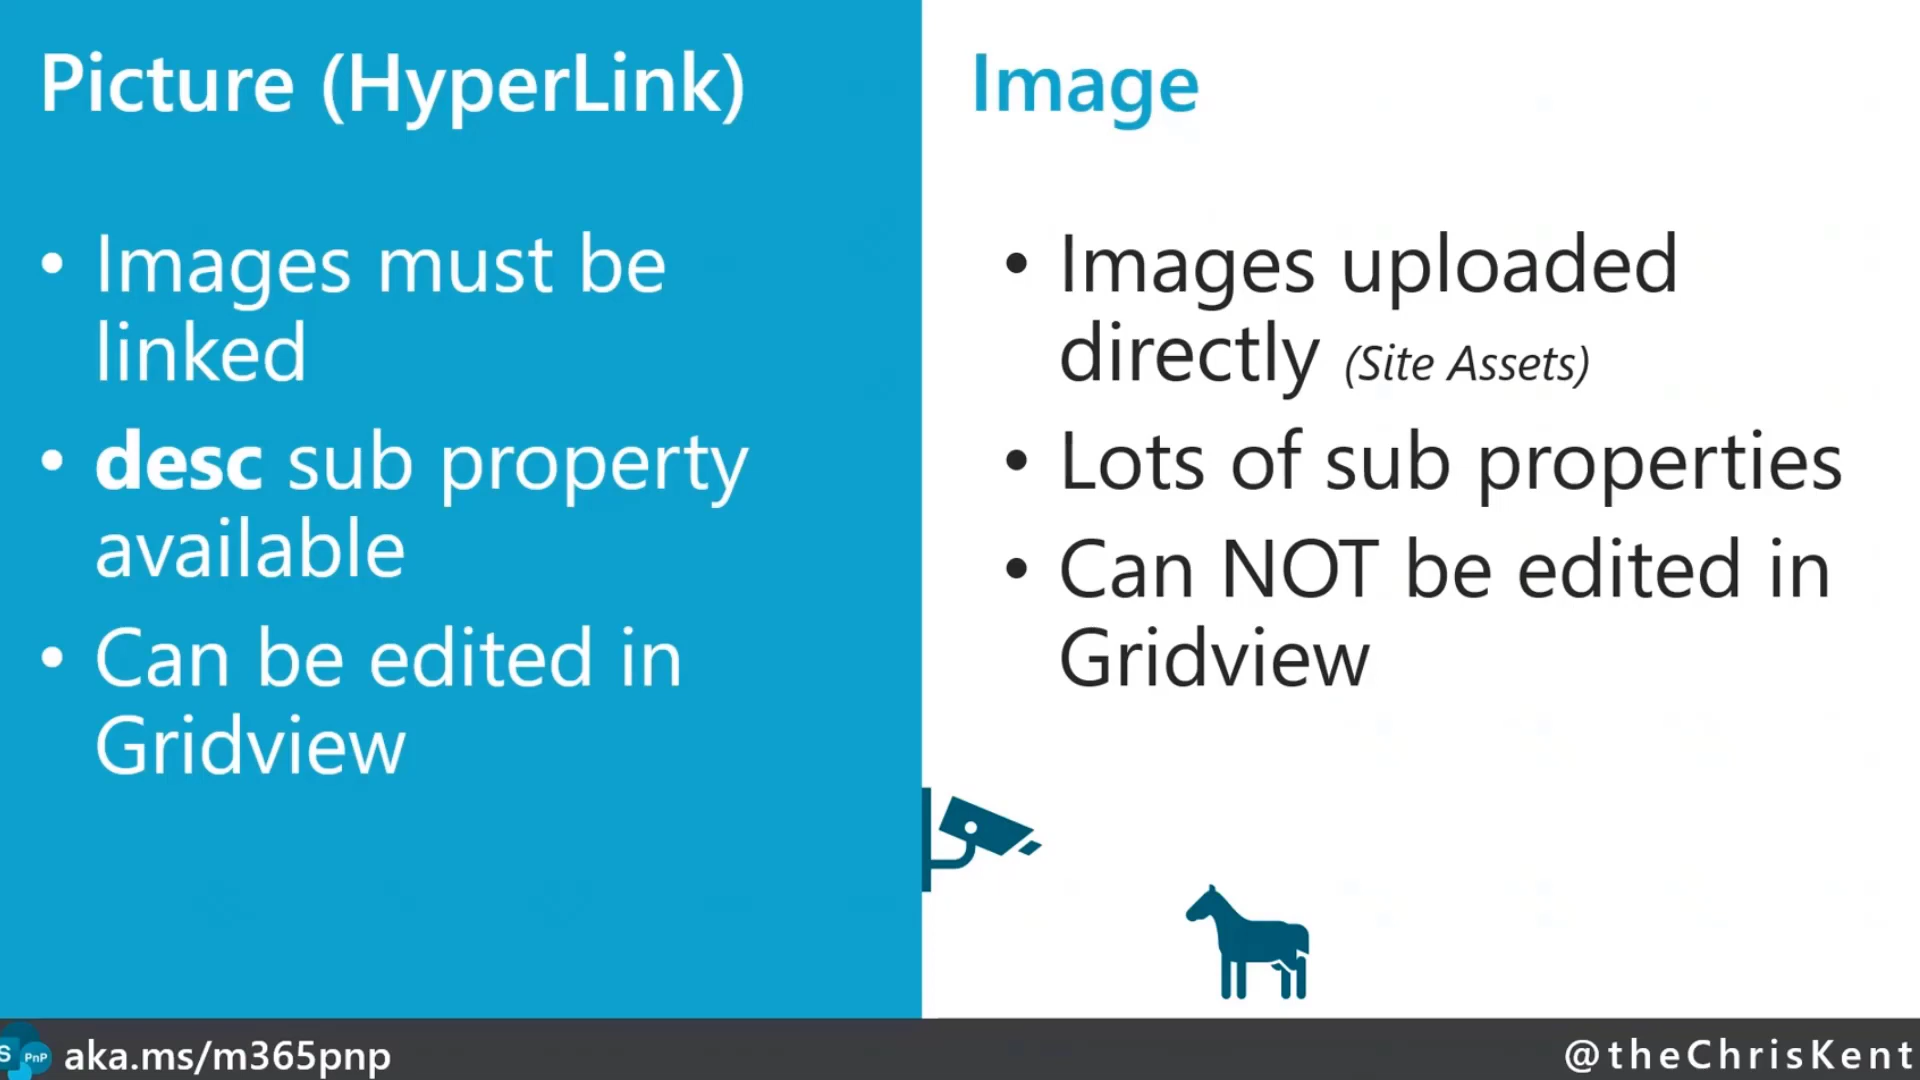 Picture (HyperLink)
• Images must be
linked
• desc sub property
available
• Can be edited in
Gridview
Image
• Images uploaded
directly (Site Assets)
• Lots of sub properties
• Can NOT be edited in
Gridview
S PnP aka.ms/m365pnp
@theChrisKent